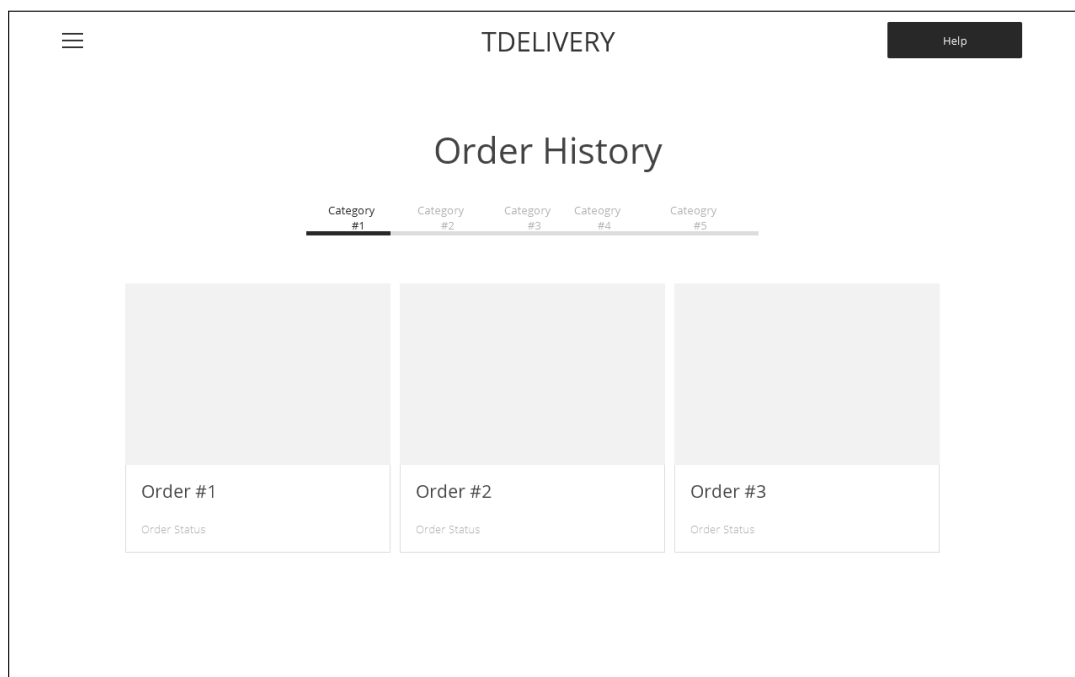 TDELIVERY
Help
Order History
Category
#1
Category
#2
Category
#3
Cateogry
#4
Cateogry
#5
Order #1
Order Status
Order #2
Order Status
Order #3
Order Status